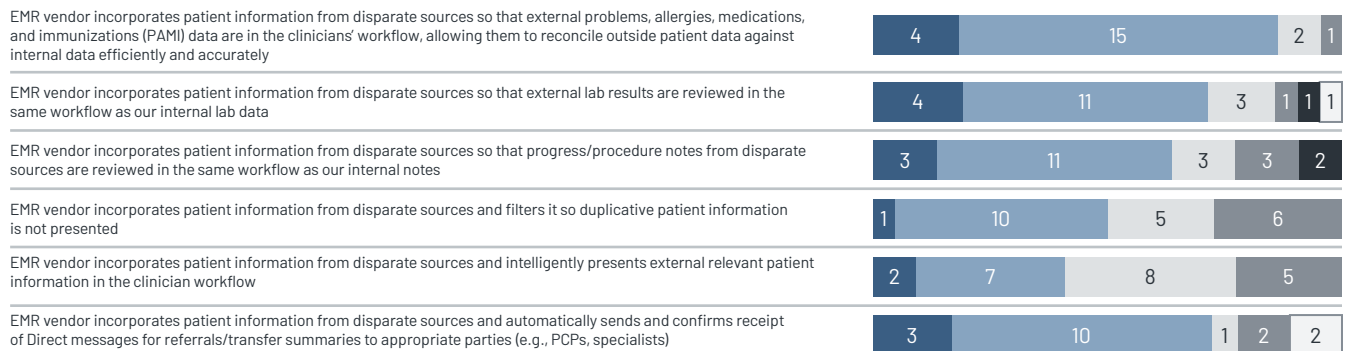 EMR vendor incorporates patient information from disparate sources so that external problems, allergies, medications,
and immunizations (PAMI) data are in the clinicians' workflow, allowing them to reconcile outside patient data against
internal data efficiently and accurately
4 15 2 1
EMR vendor incorporates patient information from disparate sources so that external lab results are reviewed in the
same workflow as our internal lab data
4 11 3 1 1 1
EMR vendor incorporates patient information from disparate sources so that progress/procedure notes from disparate
sources are reviewed in the same workflow as our internal notes
3 11 3 3 2
EMR vendor incorporates patient information from disparate sources and filters it so duplicative patient information
is not presented
1 10 5 6
EMR vendor incorporates patient information from disparate sources and intelligently presents external relevant patient
information in the clinician workflow
2 7 8 5
EMR vendor incorporates patient information from disparate sources and automatically sends and confirms receipt
of Direct messages for referrals/transfer summaries to appropriate parties (e.g., PCPs, specialists)
3 10 1 2 2